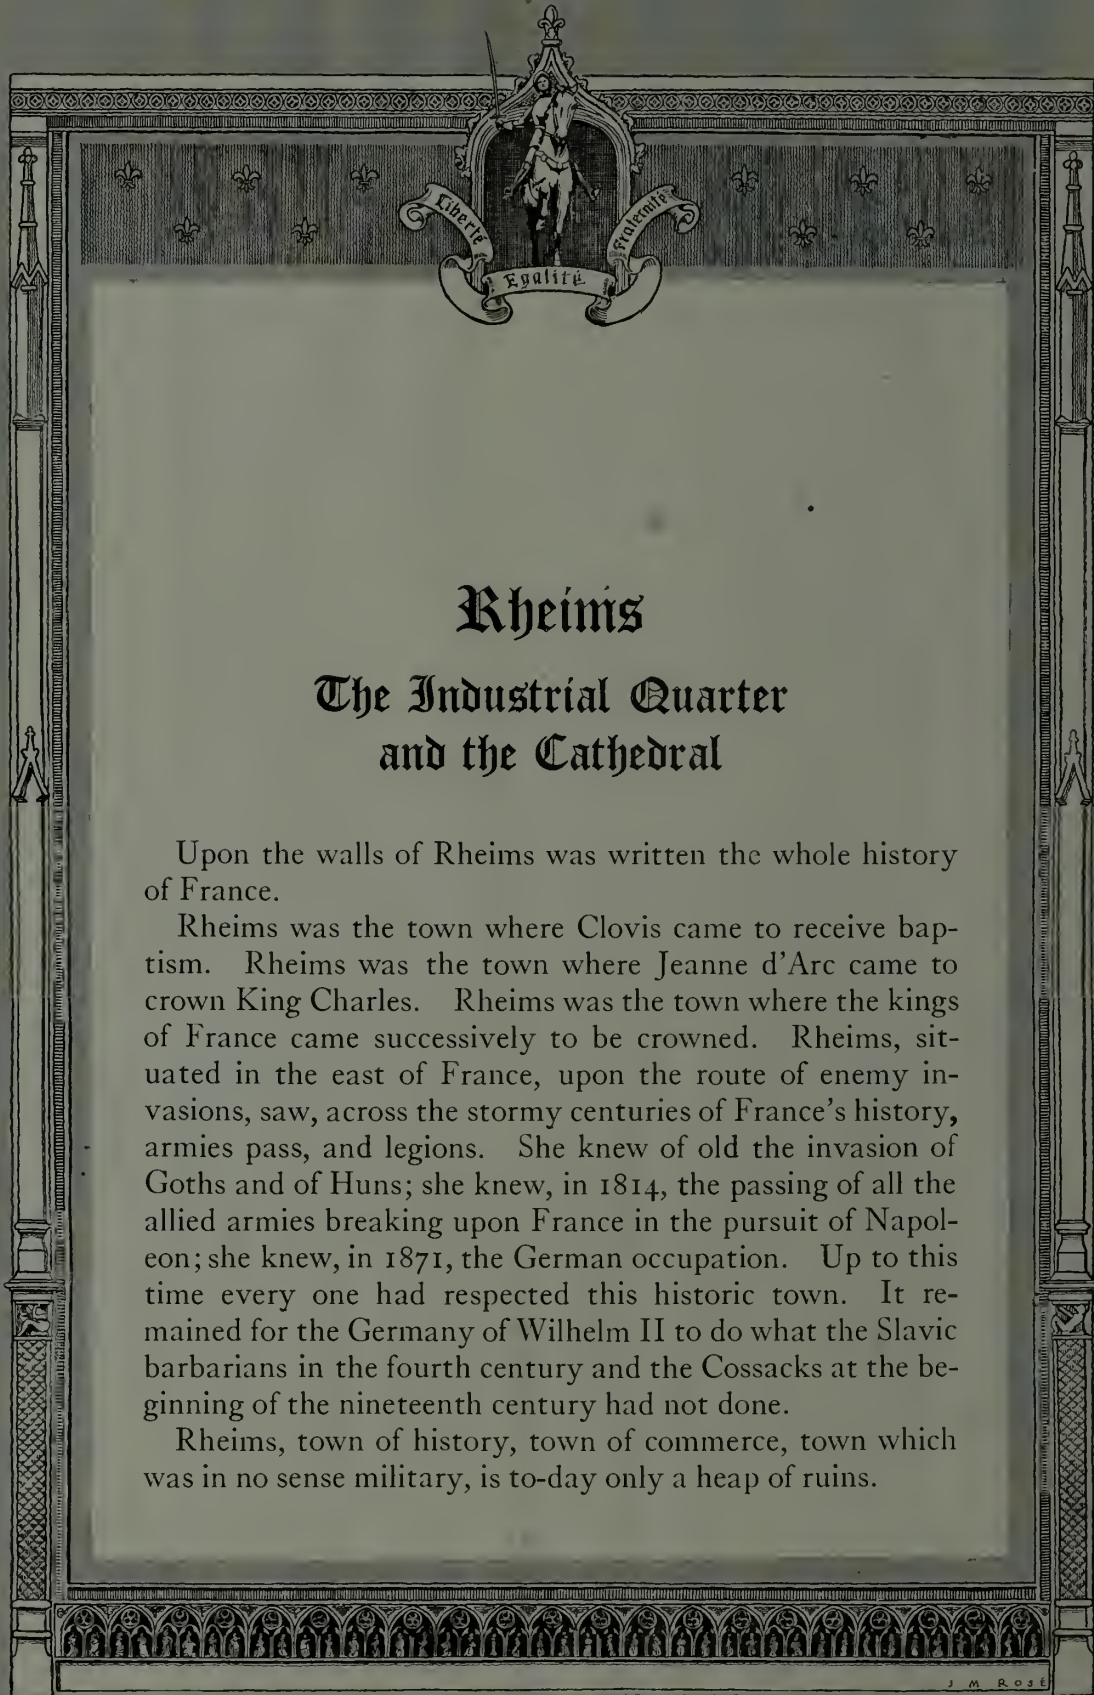 Liberté
Egalité
Fraternité
Rheims
The Industrial Quarter
and the Cathedral
Upon the walls of Rheims was written the whole history
of France.
Rheims was the town where Clovis came to receive bap-
tism. Rheims was the town where Jeanne d'Arc came to
crown King Charles. Rheims was the town where the kings
of France came successively to be crowned. Rheims, sit-
uated in the east of France, upon the route of enemy in-
vasions, saw, across the stormy centuries of France's history,
armies pass, and legions. She knew of old the invasion of
Goths and of Huns; she knew, in 1814, the passing of all the
allied armies breaking upon France in the pursuit of Napol-
eon; she knew, in 1871, the German occupation. Up to this
time every one had respected this historic town. It re-
mained for the Germany of Wilhelm II to do what the Slavic
barbarians in the fourth century and the Cossacks at the be-
ginning of the nineteenth century had not done.
Rheims, town of history, town of commerce, town which
was in no sense military, is to-day only a heap of ruins.
J M ROSÉ